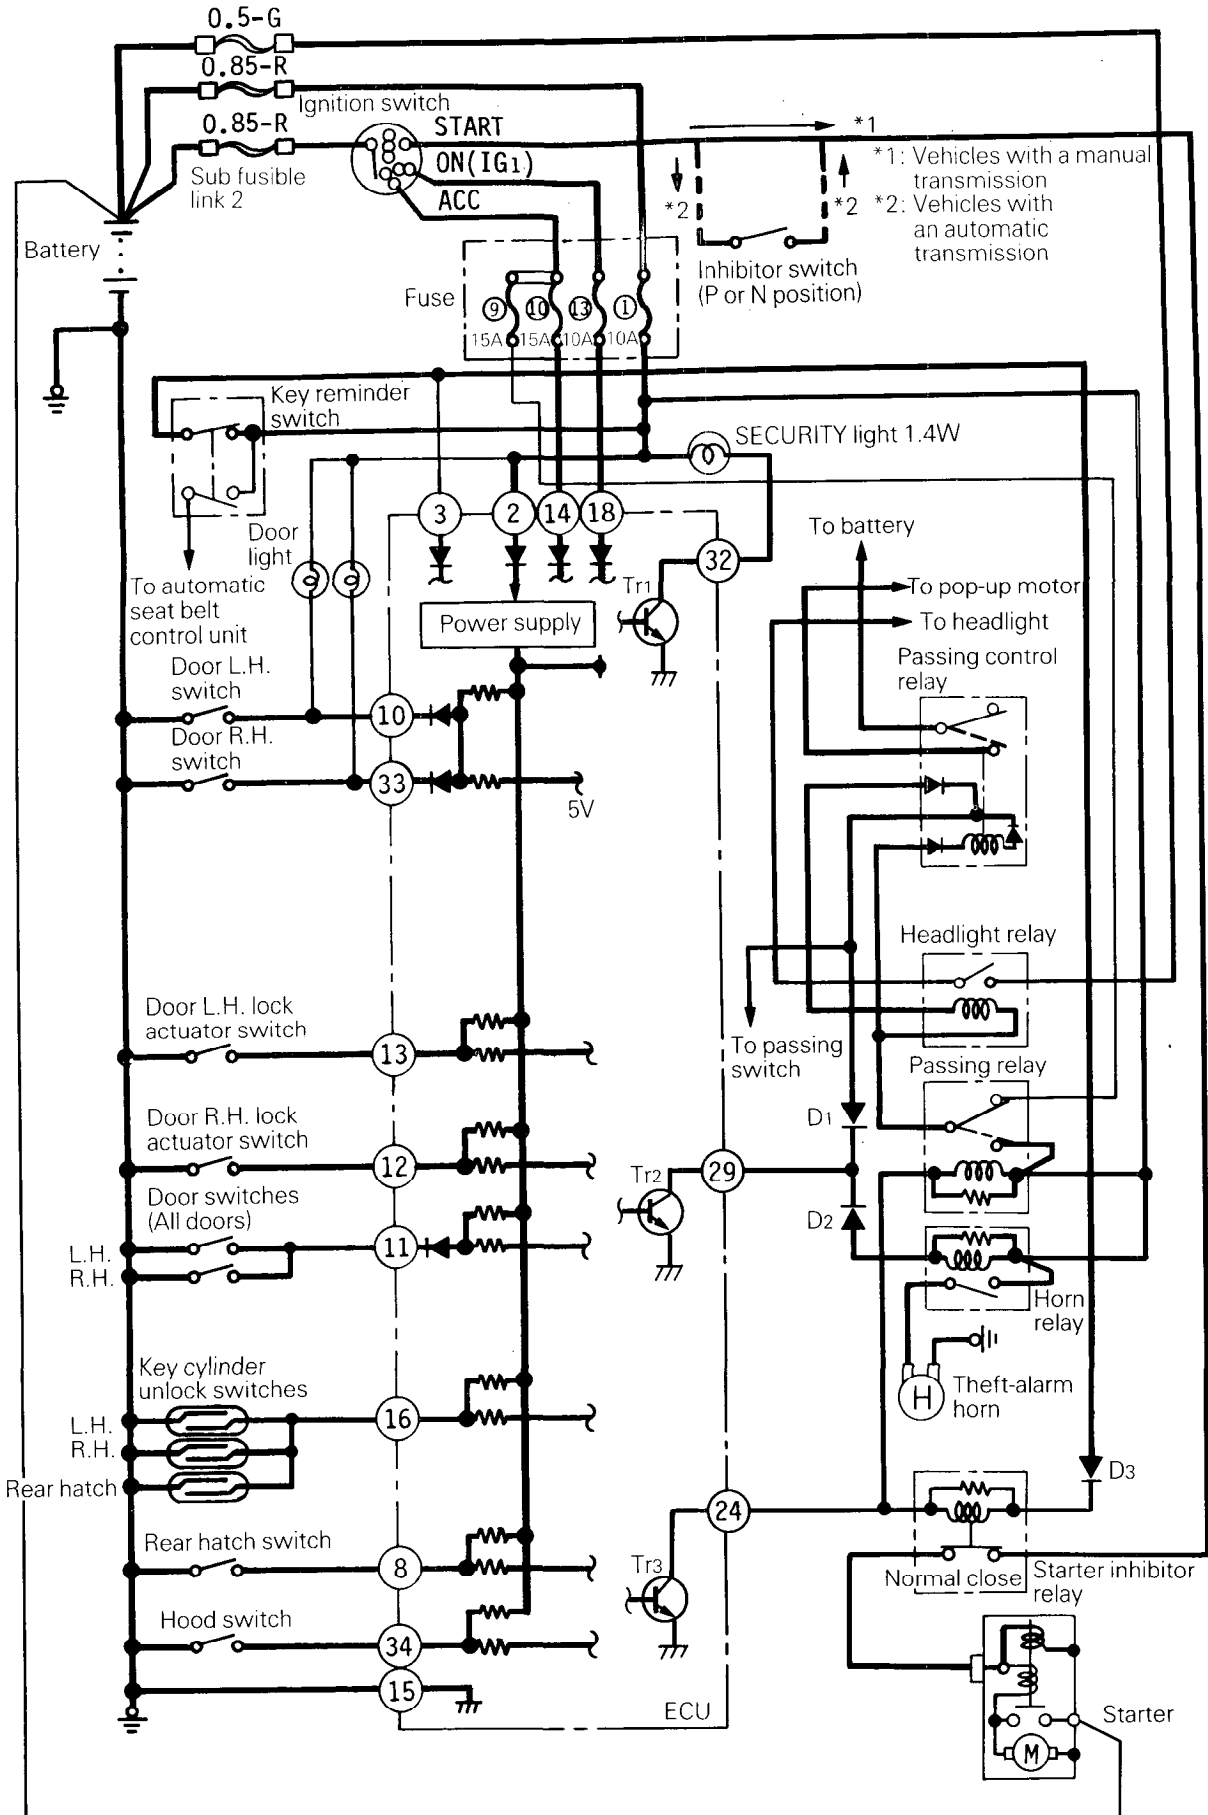 0.5-G
0.85-R
Ignition switch
0.85-R
START
*1
ON(IG1)
*1: Vehicles with a manual
transmission
Sub fusible
link 2
ACC
*2
*2
*2: Vehicles with
an automatic
transmission
Battery
Inhibitor switch
(P or N position)
Fuse
9
10
13
1
15A
15A
10A
10A
Key reminder
switch
SECURITY light 1.4W
3
2
14
18
Door
light
To battery
32
To automatic
seat belt
control unit
Tr1
To pop-up motor
Power supply
To headlight
Passing control
relay
Door L.H.
switch
10
Door R.H.
switch
33
5V
Headlight relay
Door L.H. lock
actuator switch
13
To passing
switch
Passing relay
Door R.H. lock
actuator switch
D1
12
Tr2
29
Door switches
(All doors)
D2
L.H.
11
R.H.
Horn
relay
Key cylinder
unlock switches
H
Theft-alarm
horn
L.H.
16
R.H.
Rear hatch
D3
24
Rear hatch switch
8
Tr3
Normal close
Starter inhibitor
relay
Hood switch
34
15
ECU
Starter
M